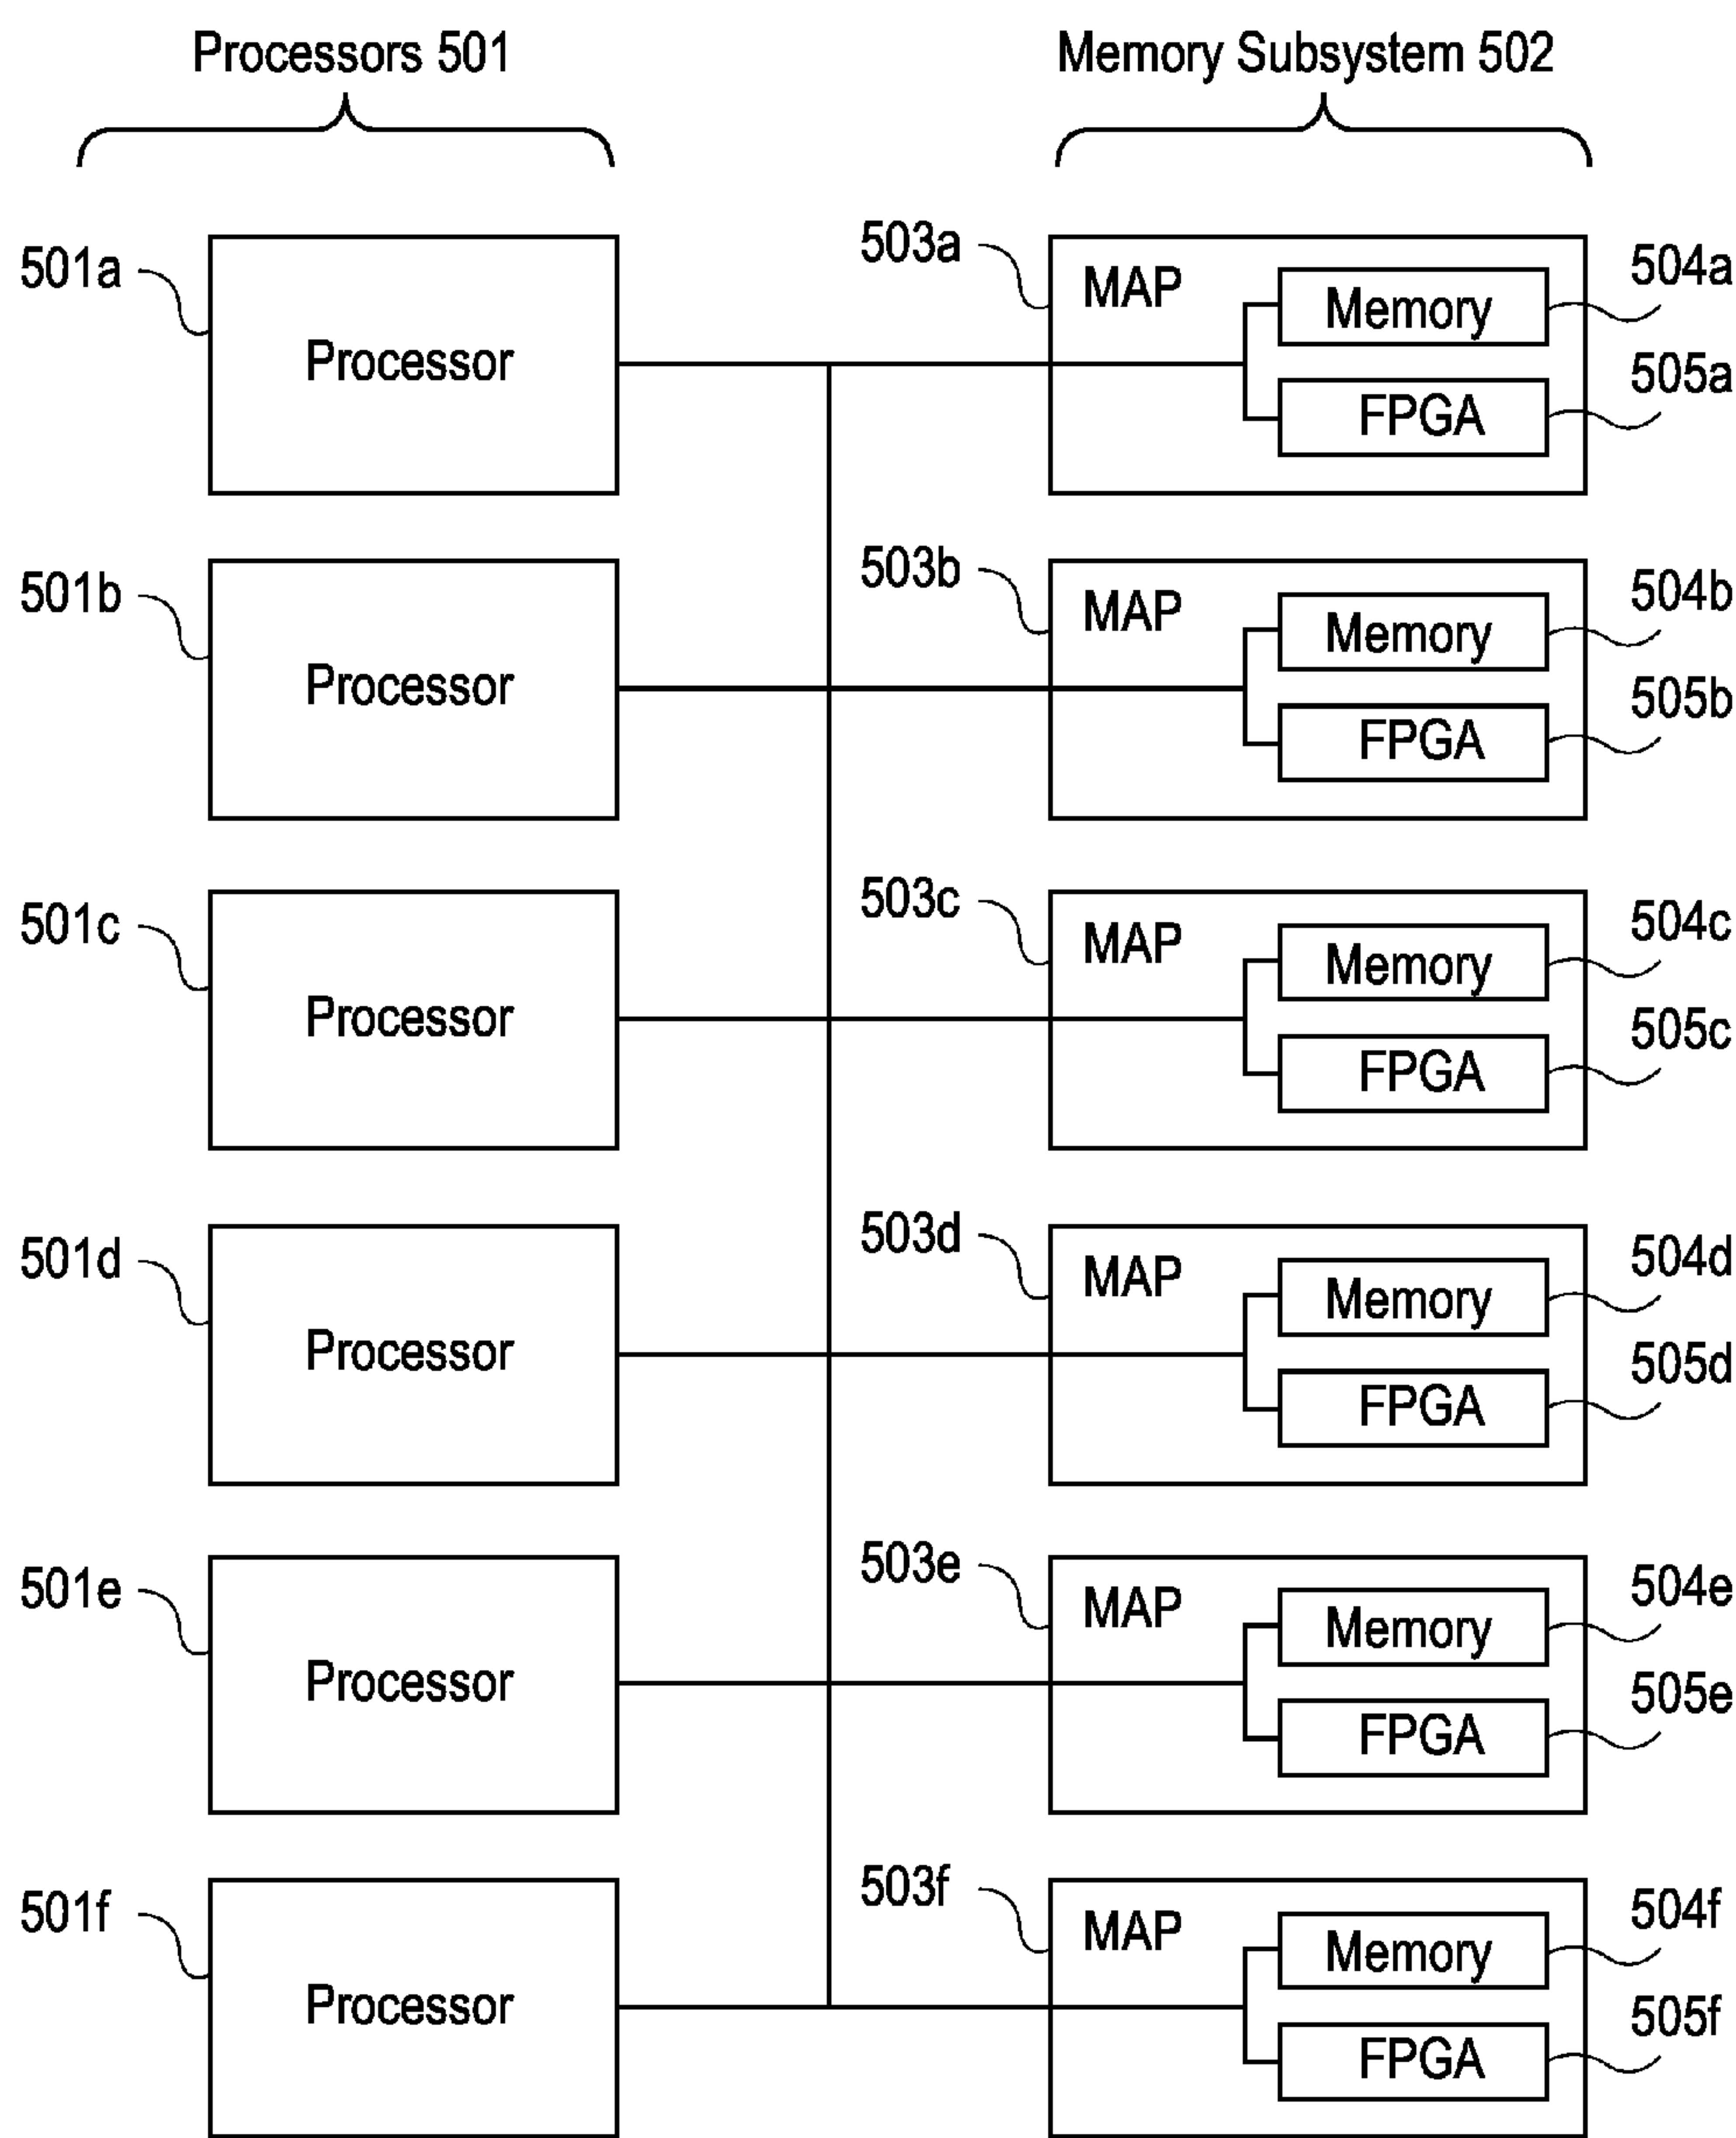 Processors 501
Memory Subsystem 502
501a
Processor
503a
MAP
Memory
504a
FPGA
505a
501b
Processor
503b
MAP
Memory
504b
FPGA
505b
501c
Processor
503c
MAP
Memory
504c
FPGA
505c
501d
Processor
503d
MAP
Memory
504d
FPGA
505d
501e
Processor
503e
MAP
Memory
504e
FPGA
505e
501f
Processor
503f
MAP
Memory
504f
FPGA
505f